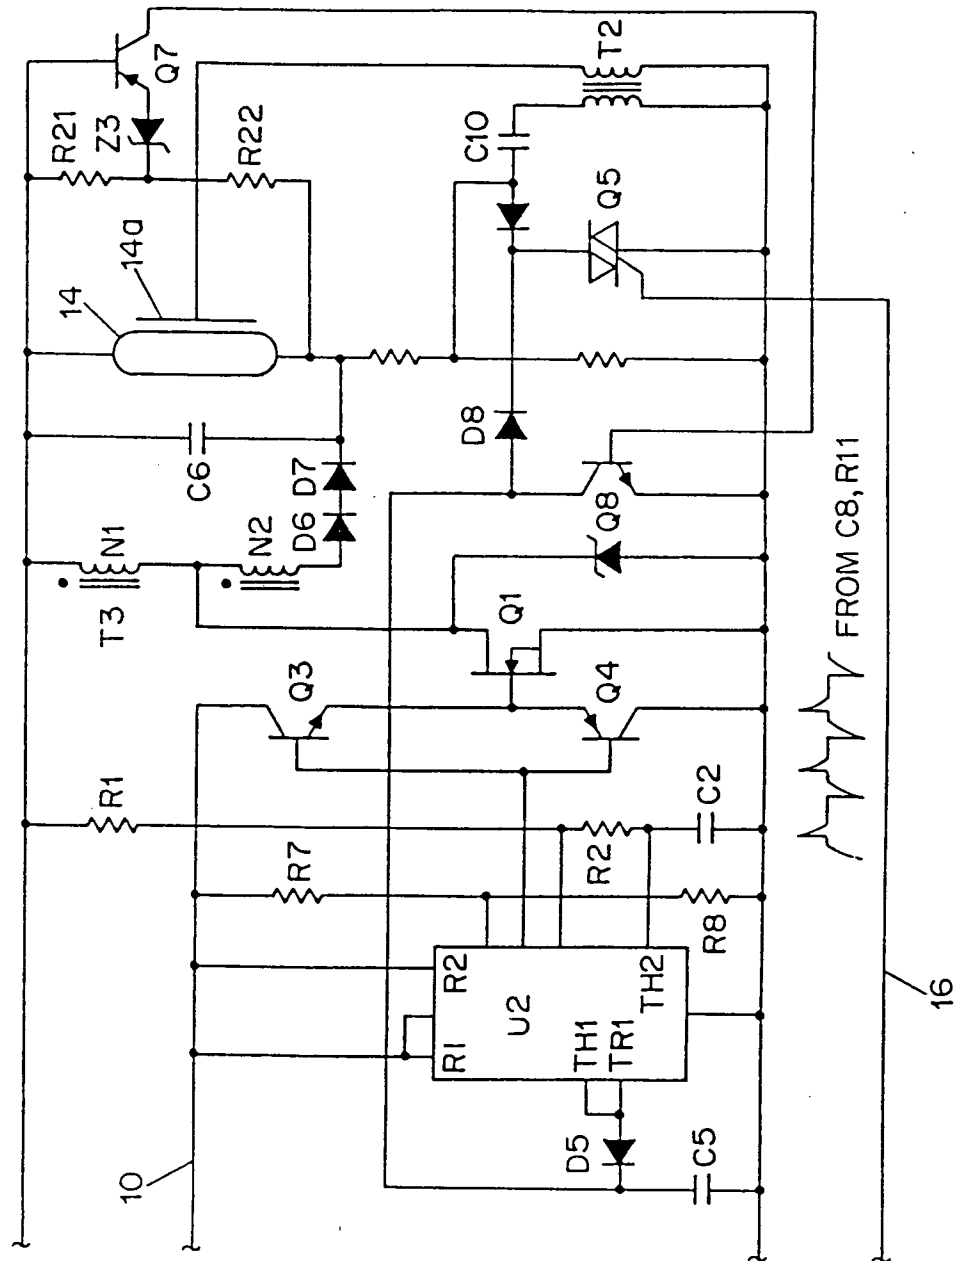 Q7
T2
R21
Z3
R22
C10
Q5
14a
14
C6
D7
D8
N1
N2
D6
T3
Q8
Q1
Q3
Q4
FROM C8, R11
R1
R2
C2
R7
R8
R2
R1
U2
TH2
TH1
TR1
D5
C5
10
16